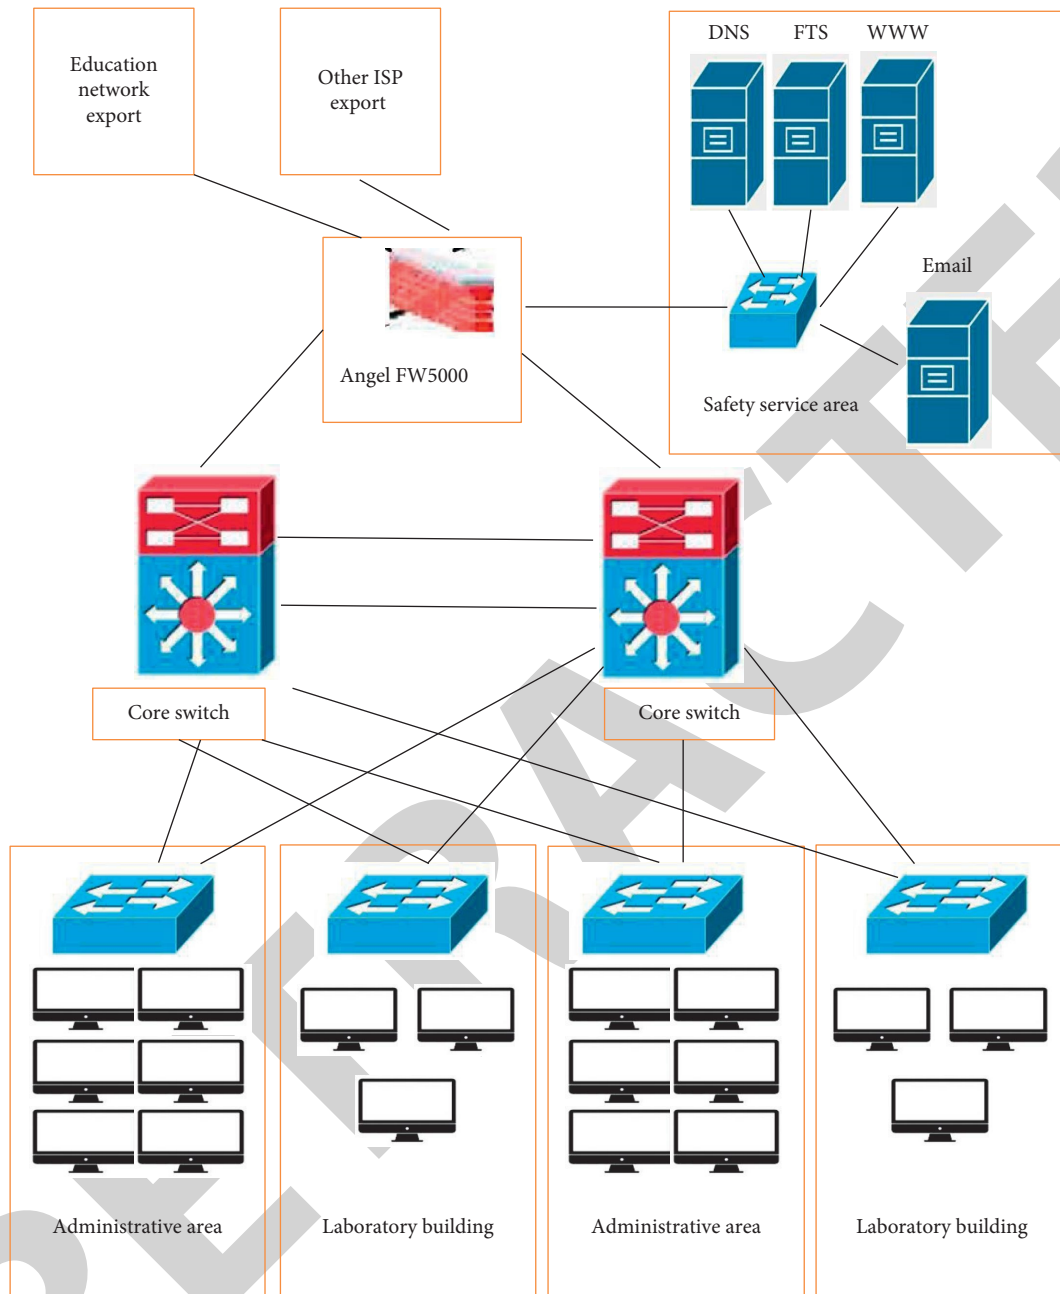 Education
network
export
Other ISP
export
DNS
FTS
WWW
Email
Safety service area
Angel FW5000
Core switch
Core switch
Administrative area
Laboratory building
Administrative area
Laboratory building